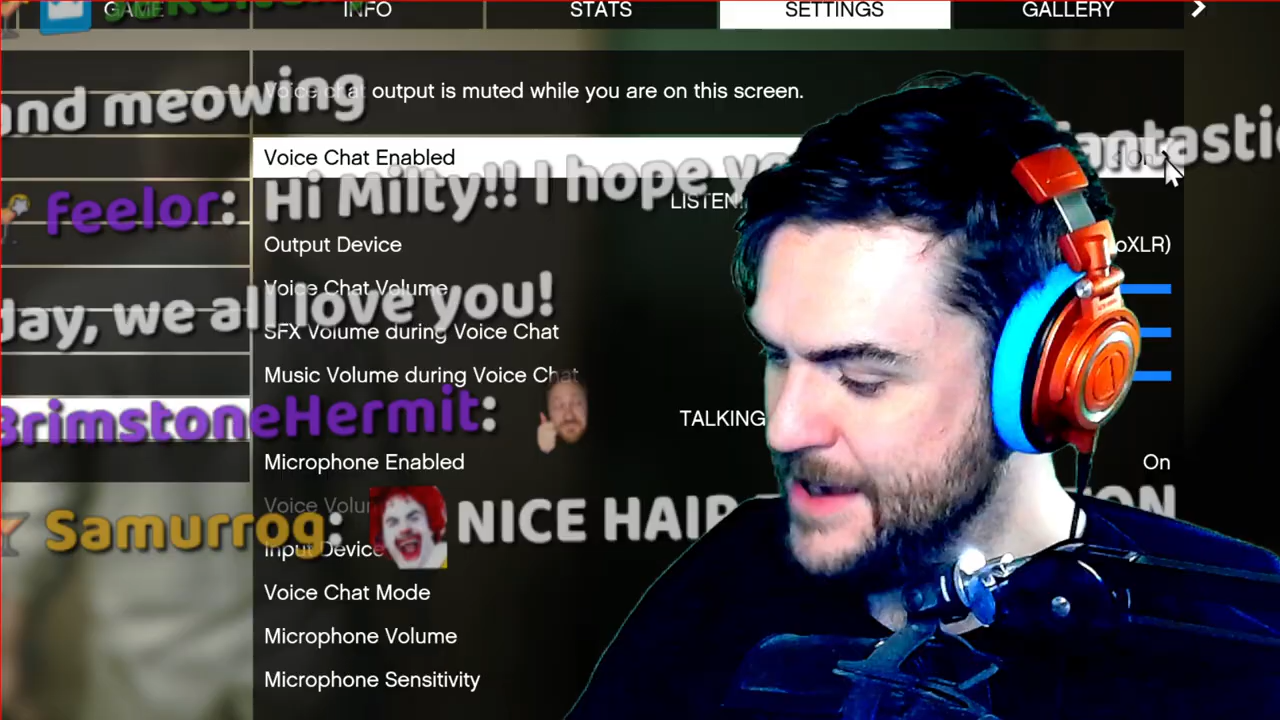 GAME INFO STATS SETTINGS GALLERY
and meowing
output is muted while you are on this screen.
fantastic
Voice Chat Enabled
feelor: Hi Milty!! I hope
LISTEN
Output Device
oXLR)
day, we all love you!
Voice Chat Volume
SFX Volume during Voice Chat
Music Volume during Voice Chat
BrimstoneHermit:
TALKING
Microphone Enabled On
Samurrog: NICE HAIR
Input Device
Voice Chat Mode
Microphone Volume
Microphone Sensitivity